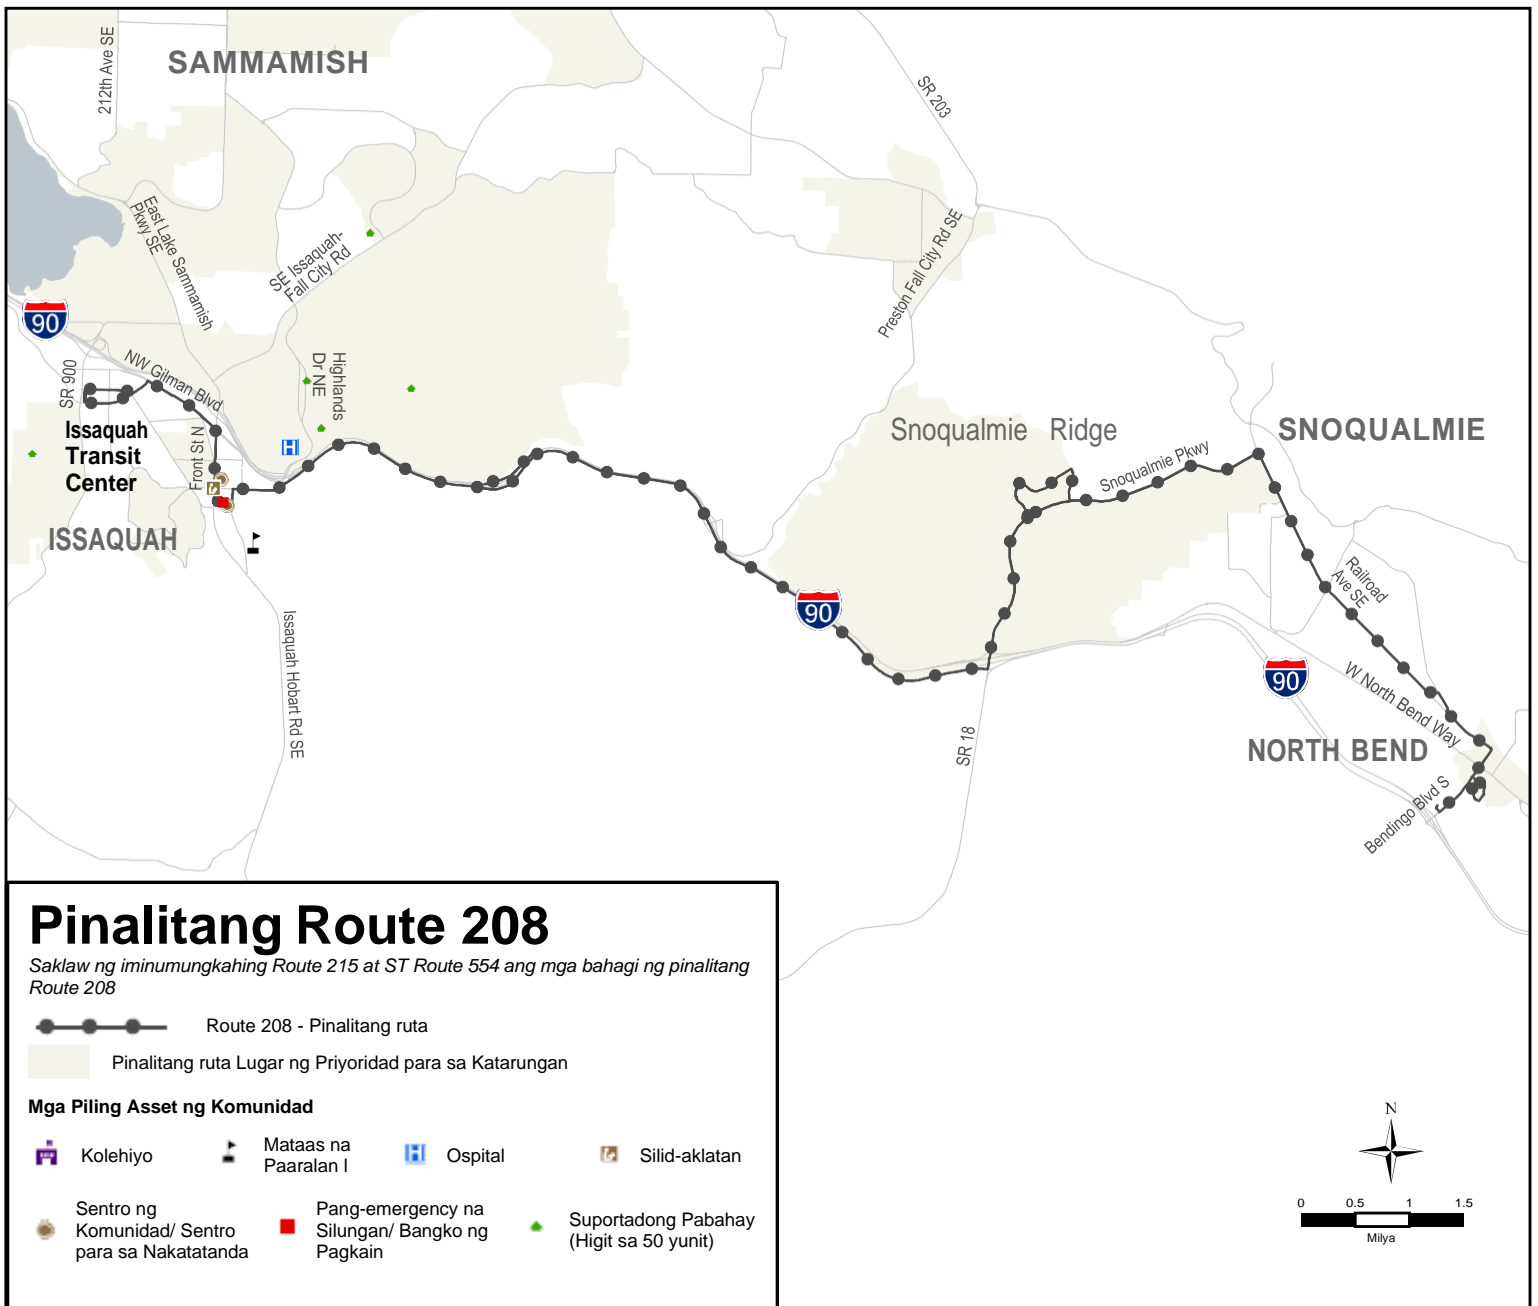 SAMMAMISH
212th Ave SE
SR 203
East Lake Sammamish
Pkwy SE
SE Issaquah-
Fall City Rd
Preston Fall City Rd SE
90
NW Gilman Blvd
SR 900
Highlands
Dr NE
Issaquah
Transit
Center
Front St N
ISSAQUAH
Snoqualmie Ridge
Snoqualmie Pkwy
SNOQUALMIE
Railroad
Ave SE
90
Issaquah Hobart Rd SE
90
W North Bend Way
SR 18
NORTH BEND
Bendingo Blvd S
Pinalitang Route 208
Saklaw ng iminumungkahing Route 215 at ST Route 554 ang mga bahagi ng pinalitang
Route 208
Route 208 - Pinalitang ruta
Pinalitang ruta Lugar ng Priyoridad para sa Katarungan
Mga Piling Asset ng Komunidad
Kolehiyo
Mataas na
Paaralan l
Ospital
Silid-aklatan
Sentro ng
Komunidad/ Sentro
para sa Nakatatanda
Pang-emergency na
Silungan/ Bangko ng
Pagkain
Suportadong Pabahay
(Higit sa 50 yunit)
N
0 0.5 1 1.5
Milya